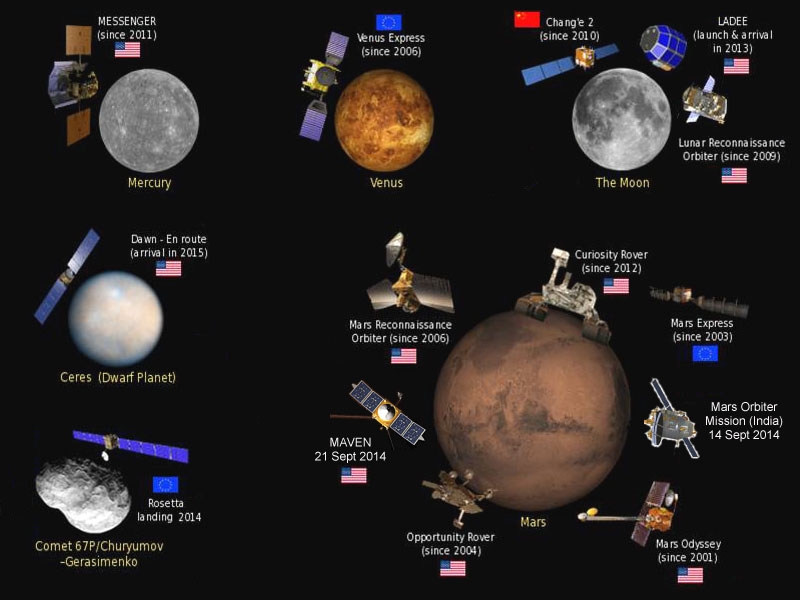 MESSENGER
(since 2011)
Mercury
Venus Express
(since 2006)
Venus
Chang'e 2
(since 2010)
LADEE
(launch & arrival
in 2013)
Lunar Reconnaissance
Orbiter (since 2009)
The Moon
Dawn - En route
(arrival in 2015)
Ceres (Dwarf Planet)
Mars Reconnaissance
Orbiter (since 2006)
Curiosity Rover
(since 2012)
Mars Express
(since 2003)
MAVEN
21 Sept 2014
Mars Orbiter
Mission (India)
14 Sept 2014
Opportunity Rover
(since 2004)
Mars
Mars Odyssey
(since 2001)
Rosetta
landing 2014
Comet 67P/Churyumov
–Gerasimenko